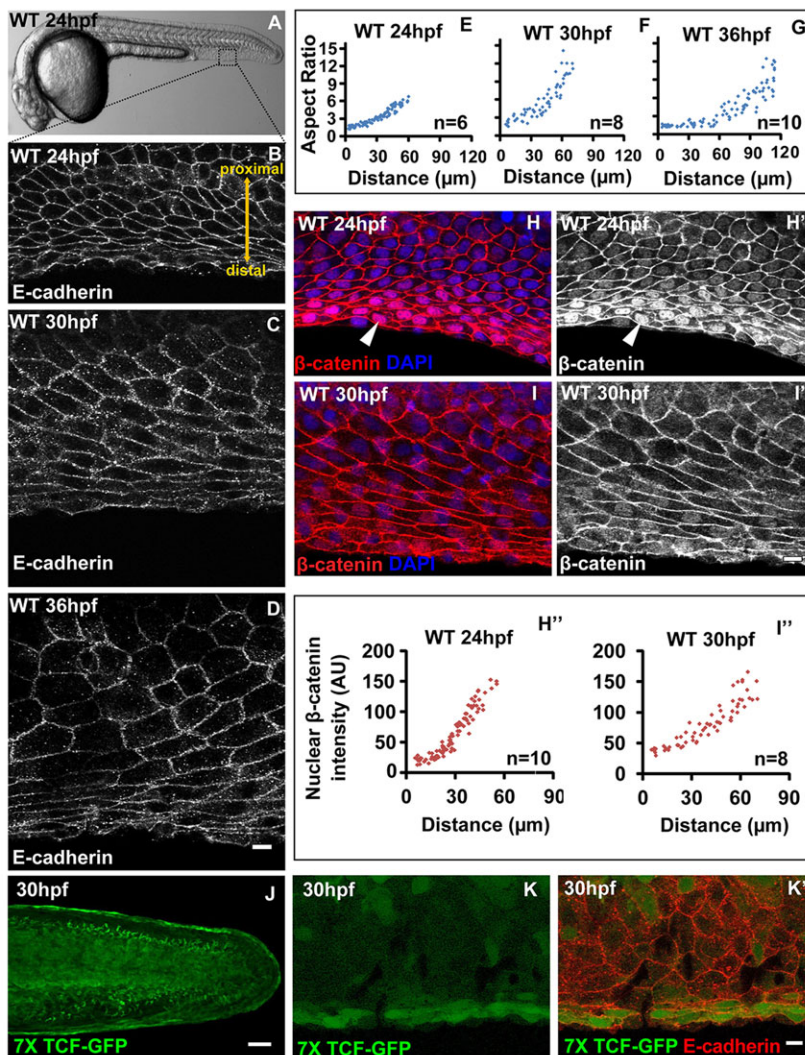 WT 24hpf A
WT 24hpf B
proximal
distal
E-cadherin
WT 30hpf C
E-cadherin
WT 36hpf D
E-cadherin
WT 24hpf E
WT 30hpf F
WT 36hpf G
Aspect Ratio
15
12
9
6
3
0
n=6
n=8
n=10
0 30 60 90 120
0 30 60 90 120
0 30 60 90 120
Distance (µm)
Distance (µm)
Distance (µm)
WT 24hpf H
β-catenin DAPI
WT 24hpf H'
β-catenin
WT 30hpf I
β-catenin DAPI
WT 30hpf I'
β-catenin
WT 24hpf H''
WT 30hpf I''
Nuclear β-catenin
intensity (AU)
200
150
100
50
0
n=10
0 30 60 90
Distance (µm)
200
150
100
50
0
n=8
0 30 60 90
Distance (µm)
30hpf J
7X TCF-GFP
30hpf K
7X TCF-GFP
30hpf K'
7X TCF-GFP E-cadherin